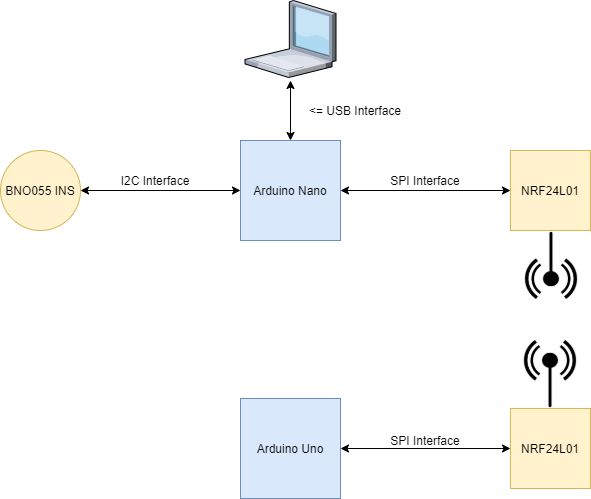 <= USB Interface
BNO055 INS
I2C Interface
Arduino Nano
SPI Interface
NRF24L01
Arduino Uno
SPI Interface
NRF24L01